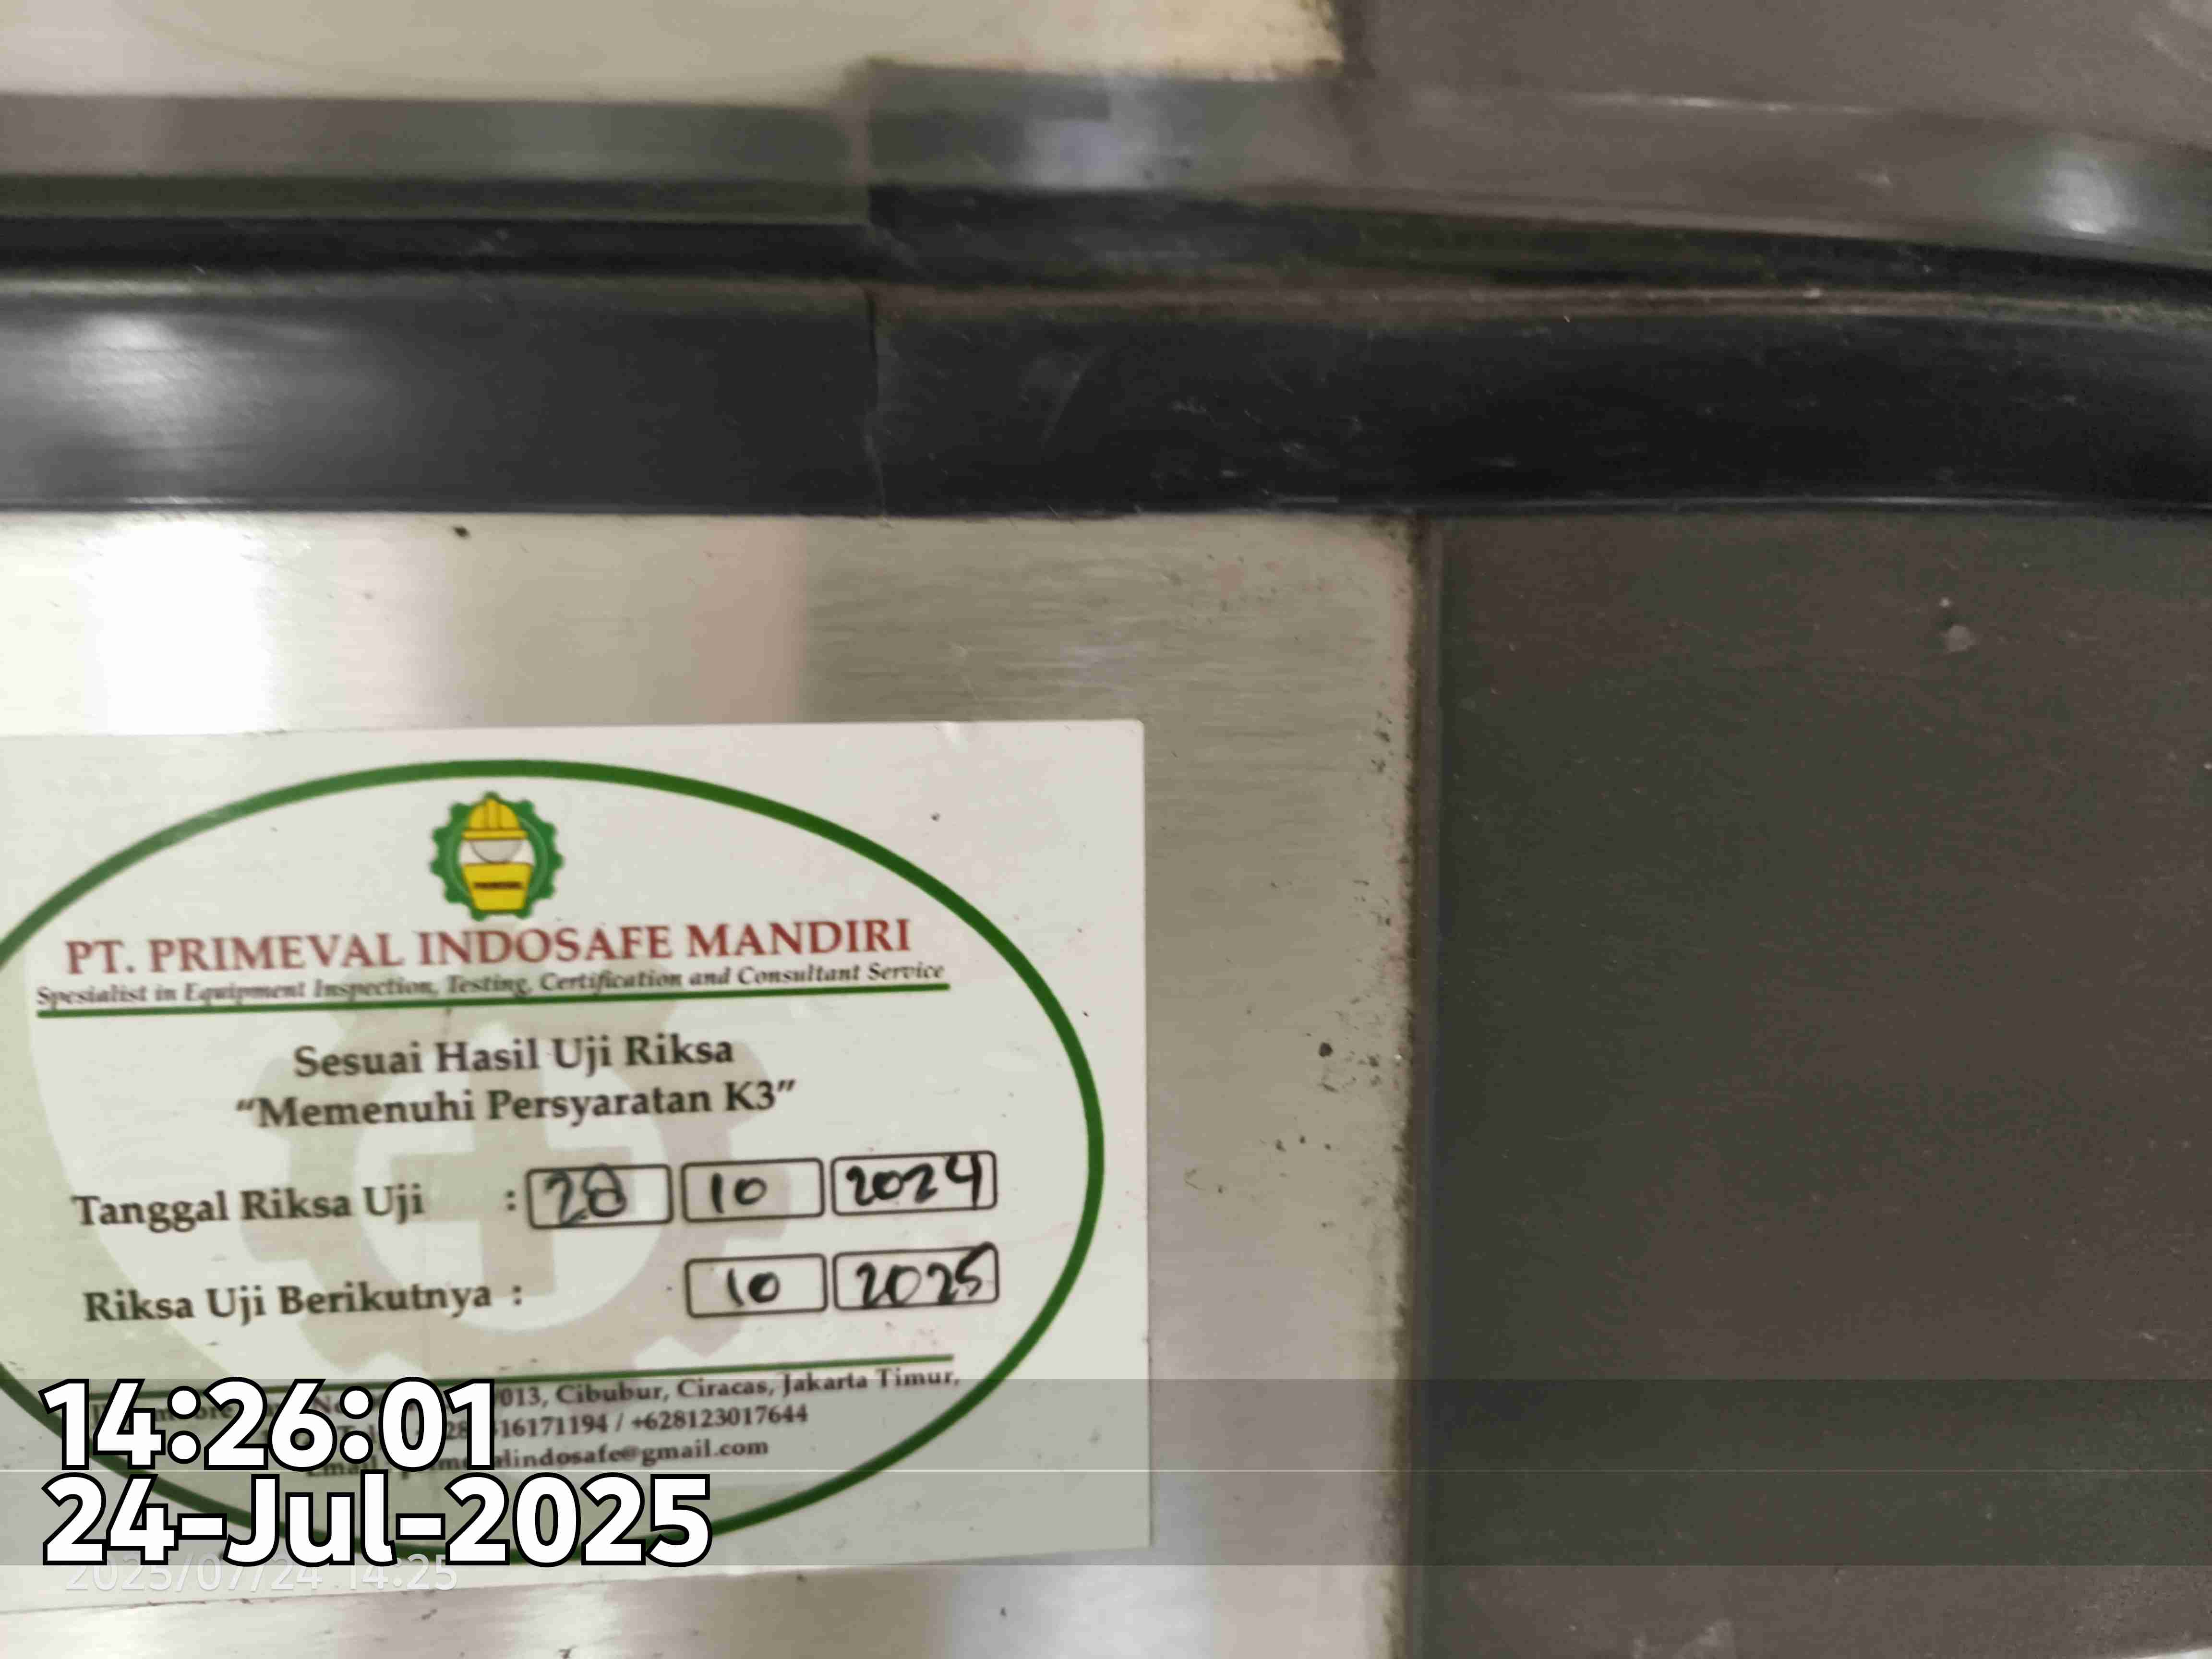 PT. PRIMEVAL INDOSAFE MANDIRI
Spesialist in Equipment Inspection, Testing, Certification and Consultant Service
Sesuai Hasil Uji Riksa
“Memenuhi Persyaratan K3”
Tanggal Riksa Uji : 28 10 2024
Riksa Uji Berikutnya : 10 2025
013, Cibubur, Ciracas, Jakarta Timur,
16171194 / +628123017644
lindosafe@gmail.com
14:26:01
24-Jul-2025
2025/07/24 14:25